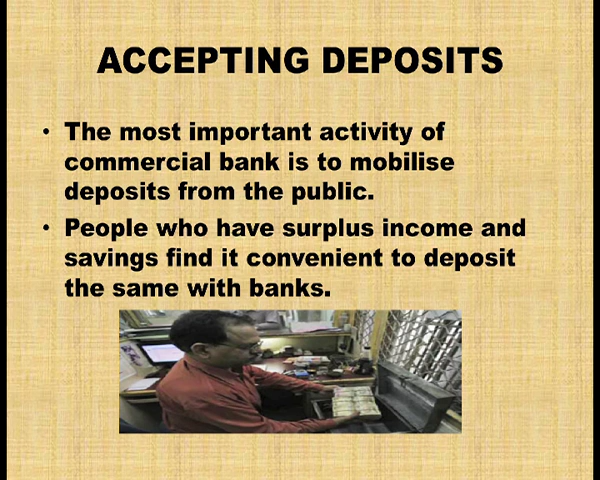 ACCEPTING DEPOSITS
• The most important activity of
commercial bank is to mobilise
deposits from the public.
• People who have surplus income and
savings find it convenient to deposit
the same with banks.